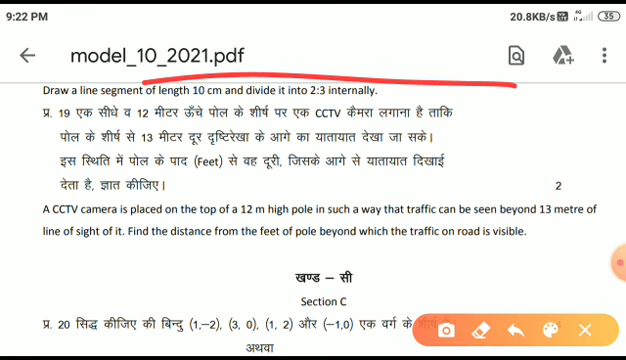 9:22 PM 20.8KB/s 4G 35
model_10_2021.pdf
Draw a line segment of length 10 cm and divide it into 2:3 internally.
प्र. 19 एक सीधे व 12 मीटर ऊँचे पोल के शीर्ष पर एक CCTV कैमरा लगाना है ताकि
पोल के शीर्ष से 13 मीटर दूर दृष्टिरेखा के आगे का यातायात देखा जा सके।
इस स्थिति में पोल के पाद (Feet) से वह दूरी, जिसके आगे से यातायात दिखाई
देता है, ज्ञात कीजिए। 2
A CCTV camera is placed on the top of a 12 m high pole in such a way that traffic can be seen beyond 13 metre of
line of sight of it. Find the distance from the feet of pole beyond which the traffic on road is visible.
खण्ड – सी
Section C
प्र. 20 सिद्ध कीजिए की बिन्दु (1,–2), (3, 0), (1, 2) और (–1,0) एक वर्ग के
अथवा